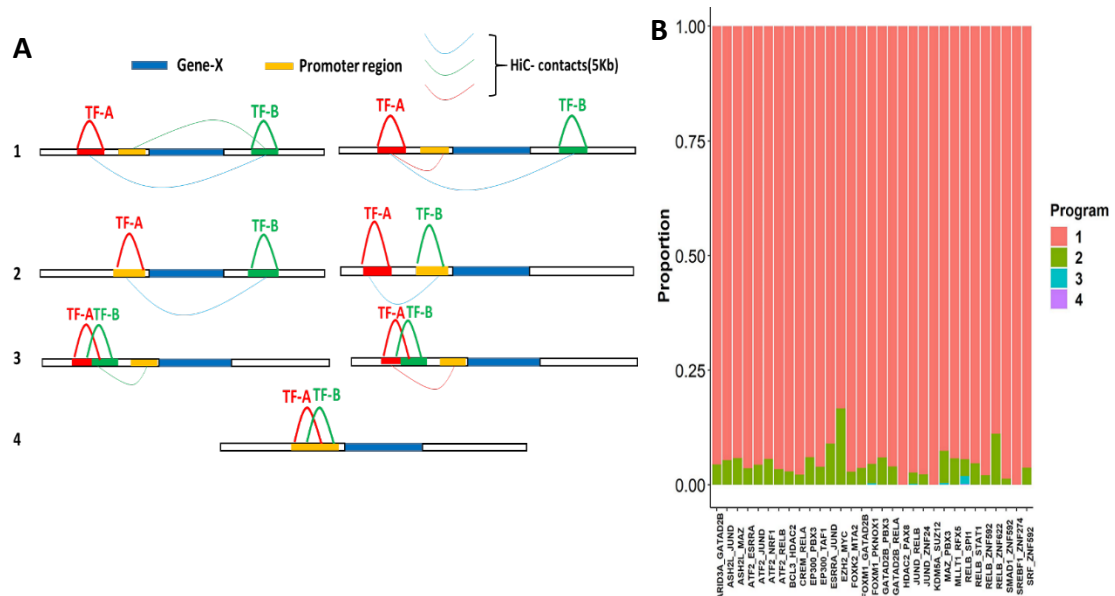 A
Gene-X
Promoter region
HiC- contacts(5Kb)
1
TF-A
TF-B
TF-A
TF-B
2
TF-A
TF-B
TF-A
TF-B
3
TF-A TF-B
TF-A TF-B
4
TF-A TF-B
B
Proportion
1.00
0.75
0.50
0.25
0.00
ARID3A_GATAD2B
ASH2L_JUND
ASH2L_MAZ
ATF2_ESRRA
ATF2_JUND
ATF2_NRF1
ATF2_RELB
BCL3_HDAC2
CREM_RELA
EP300_PBX3
EP300_TAF1
ESRRA_JUND
EZH2_MYC
FOXK2_MTA2
FOXM1_GATAD2B
FOXM1_PKNOX1
GATAD2B_PBX3
GATAD2B_RELA
HDAC2_PAX8
JUND_RELB
JUND_ZNF24
KDM5A_SUZ12
MAZ_PBX3
MLLT1_RFX5
RELB_SPI1
RELB_STAT1
RELB_ZNF592
RELB_ZNF622
SMAD1_ZNF592
SREBF1_ZNF274
SRF_ZNF592
Program
1
2
3
4